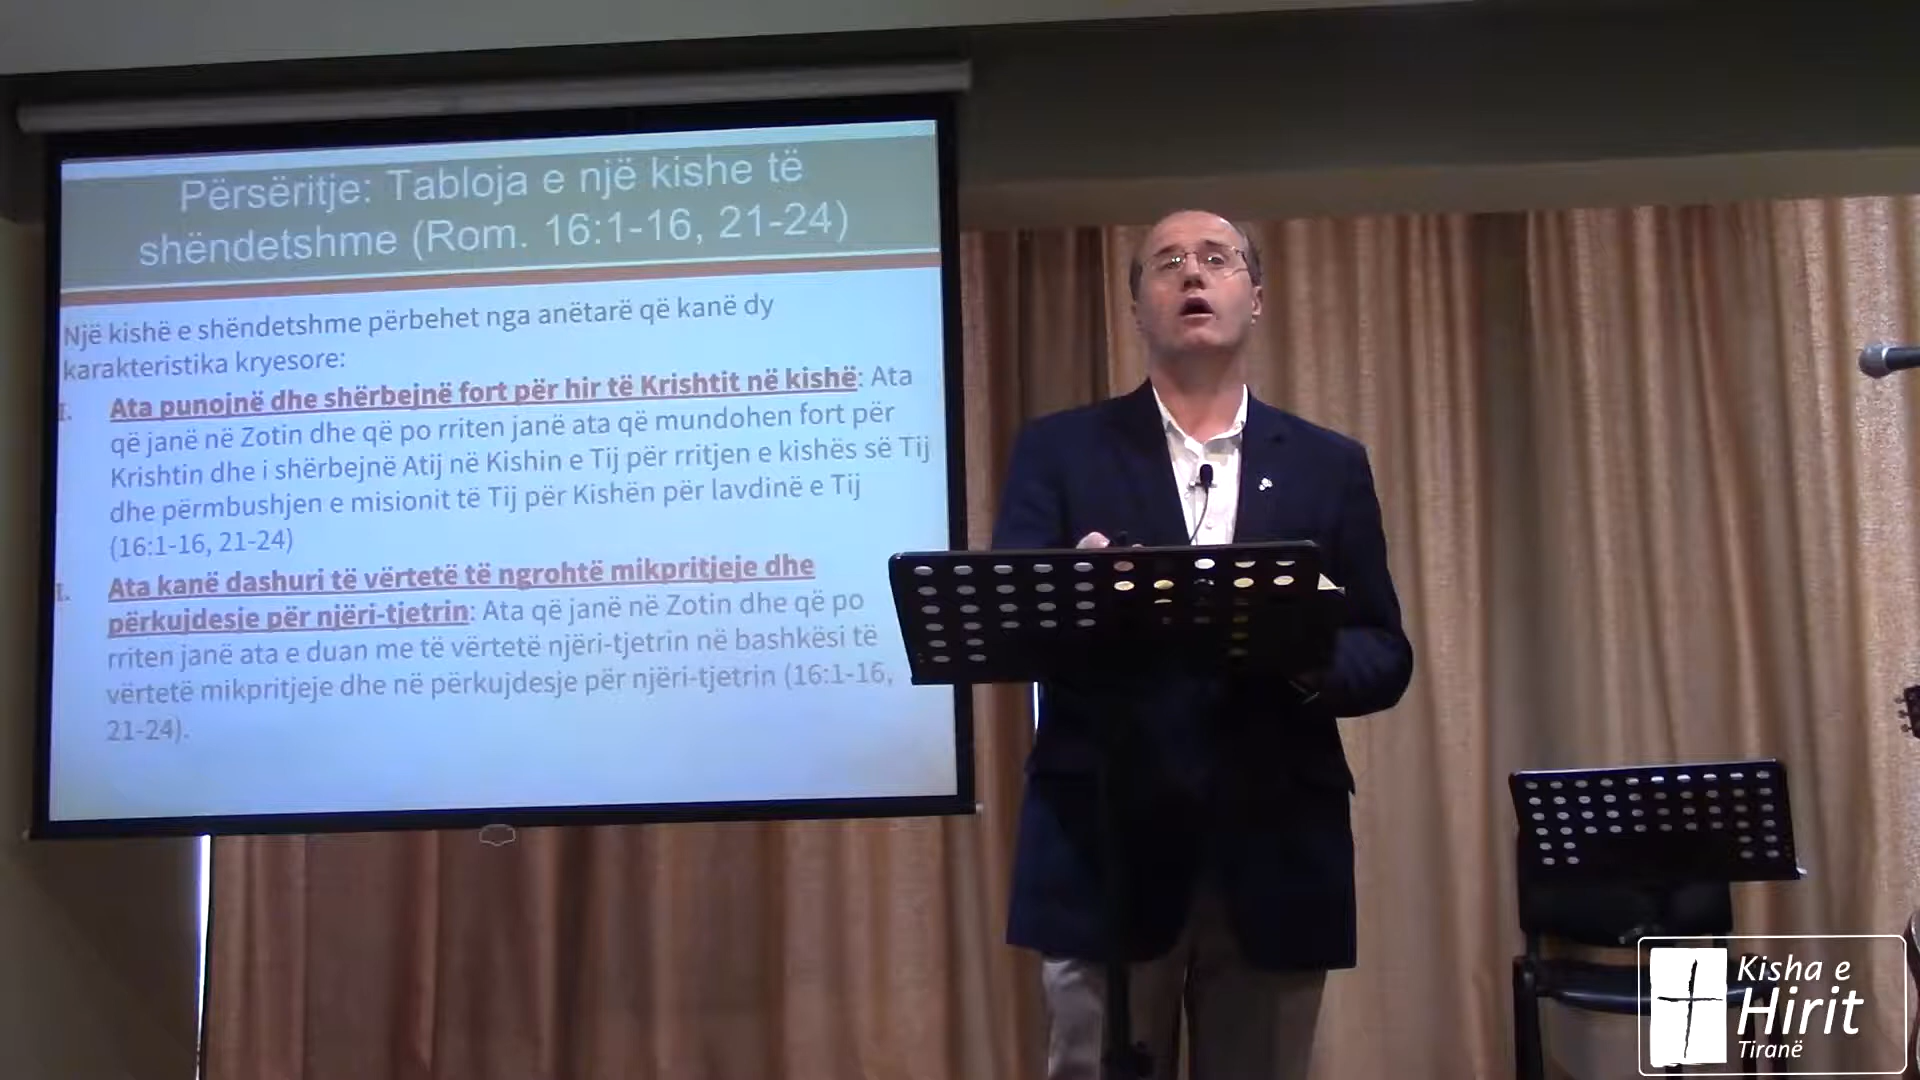 Përsëritje: Tabloja e një kishe të
shëndetshme (Rom. 16:1-16, 21-24)
Një kishë e shëndetshme përbehet nga anëtarë që kanë dy
karakteristika kryesore:
I. Ata punojnë dhe shërbejnë fort për hir të Krishtit në kishë: Ata
që janë në Zotin dhe që po rriten janë ata që mundohen fort për
Krishtin dhe i shërbejnë Atij në Kishin e Tij për rritjen e kishës së Tij
dhe përmbushjen e misionit të Tij për Kishën për lavdinë e Tij
(16:1-16, 21-24)
I. Ata kanë dashuri të vërtetë të ngrohtë mikpritjeje dhe
përkujdesje për njëri-tjetrin: Ata që janë në Zotin dhe që po
rriten janë ata e duan me të vërtetë njëri-tjetrin në bashkësi të
vërtetë mikpritjeje dhe në përkujdesje për njëri-tjetrin (16:1-16,
21-24).
Kisha e
Hirit
Tiranë